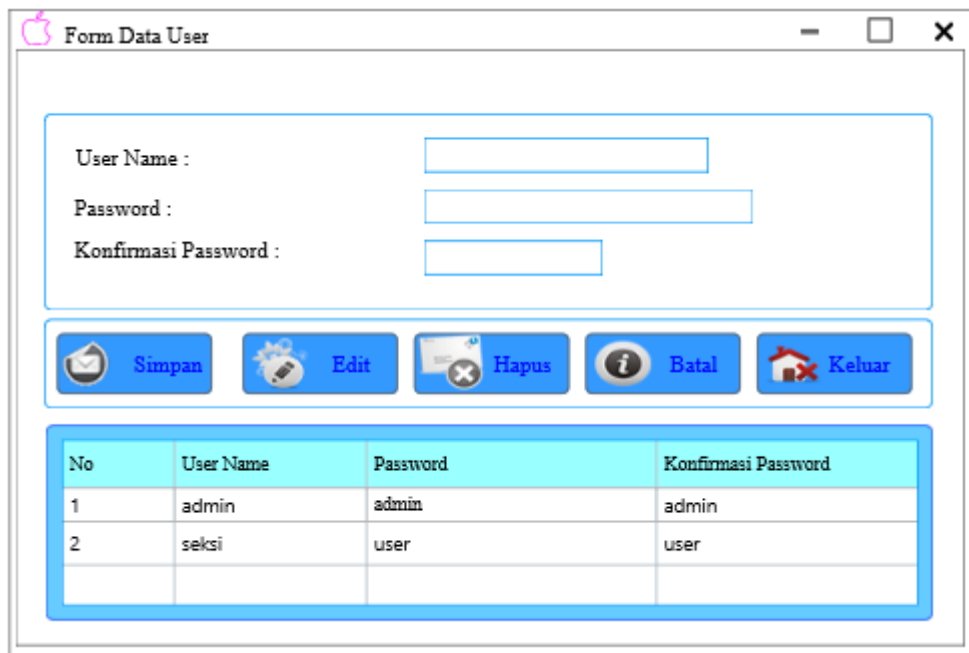 Form Data User
User Name :
Password :
Konfirmasi Password :
Simpan Edit Hapus Batal Keluar
No User Name Password Konfirmasi Password
1 admin admin admin
2 seksi user user